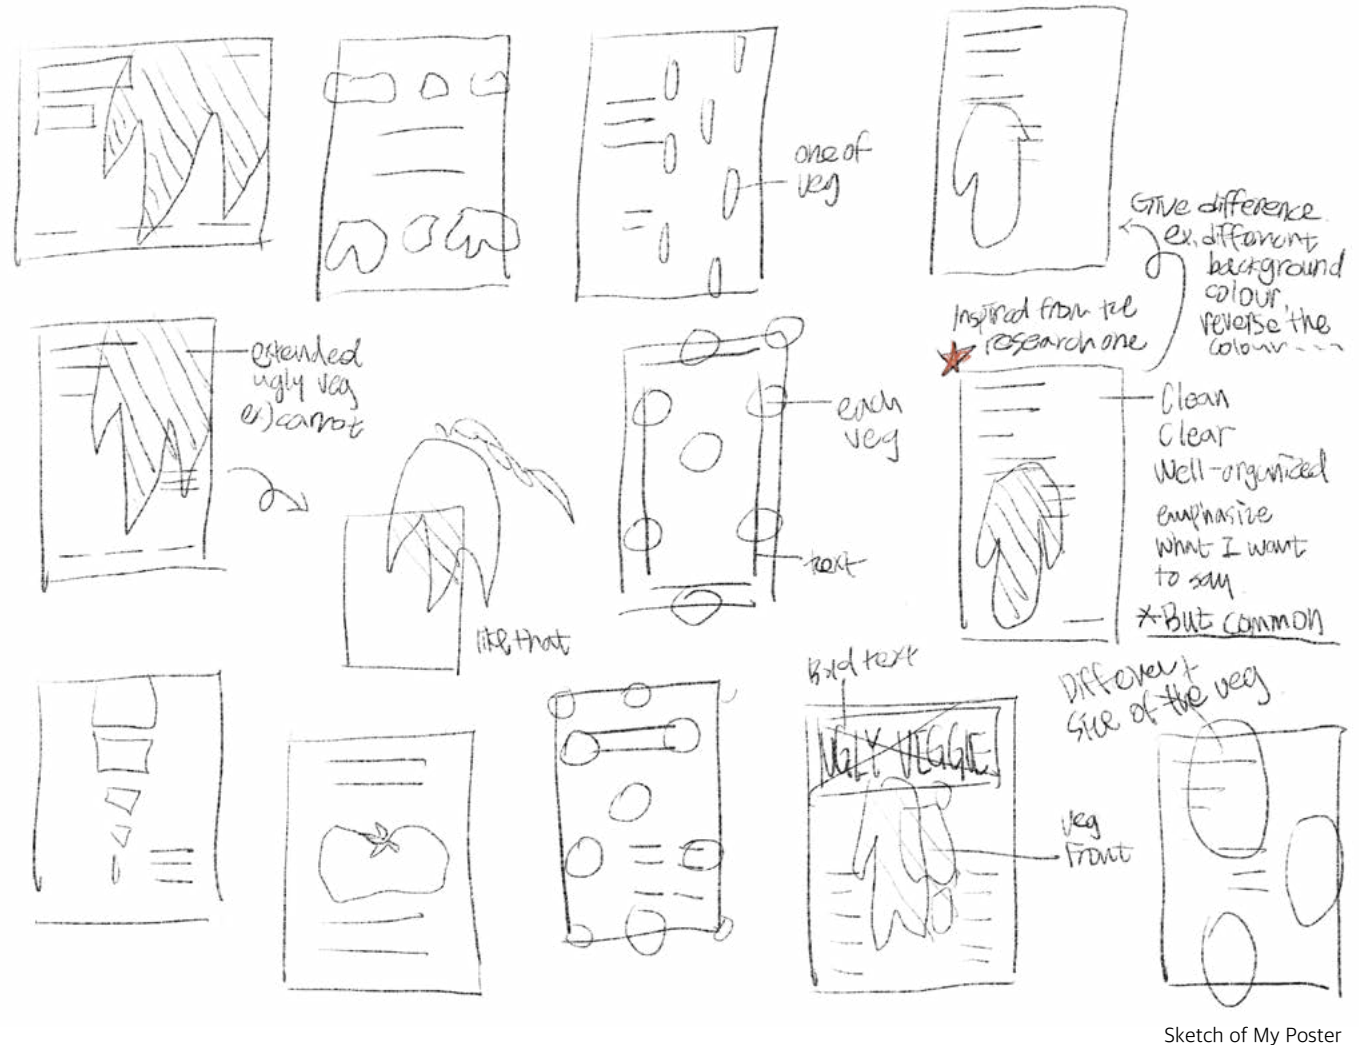 one of
veg
Give difference.
ex. different
background
colour,
reverse the
colour ---
Inspired from the
research one
extended
ugly veg
ex) carrot
each
veg
Clean
Clear
Well-organized
emphasize
what I want
to say
*But common
text
like that
Bold text
Different
size of the veg
UGLY VEGGIE
veg
front
Sketch of My Poster